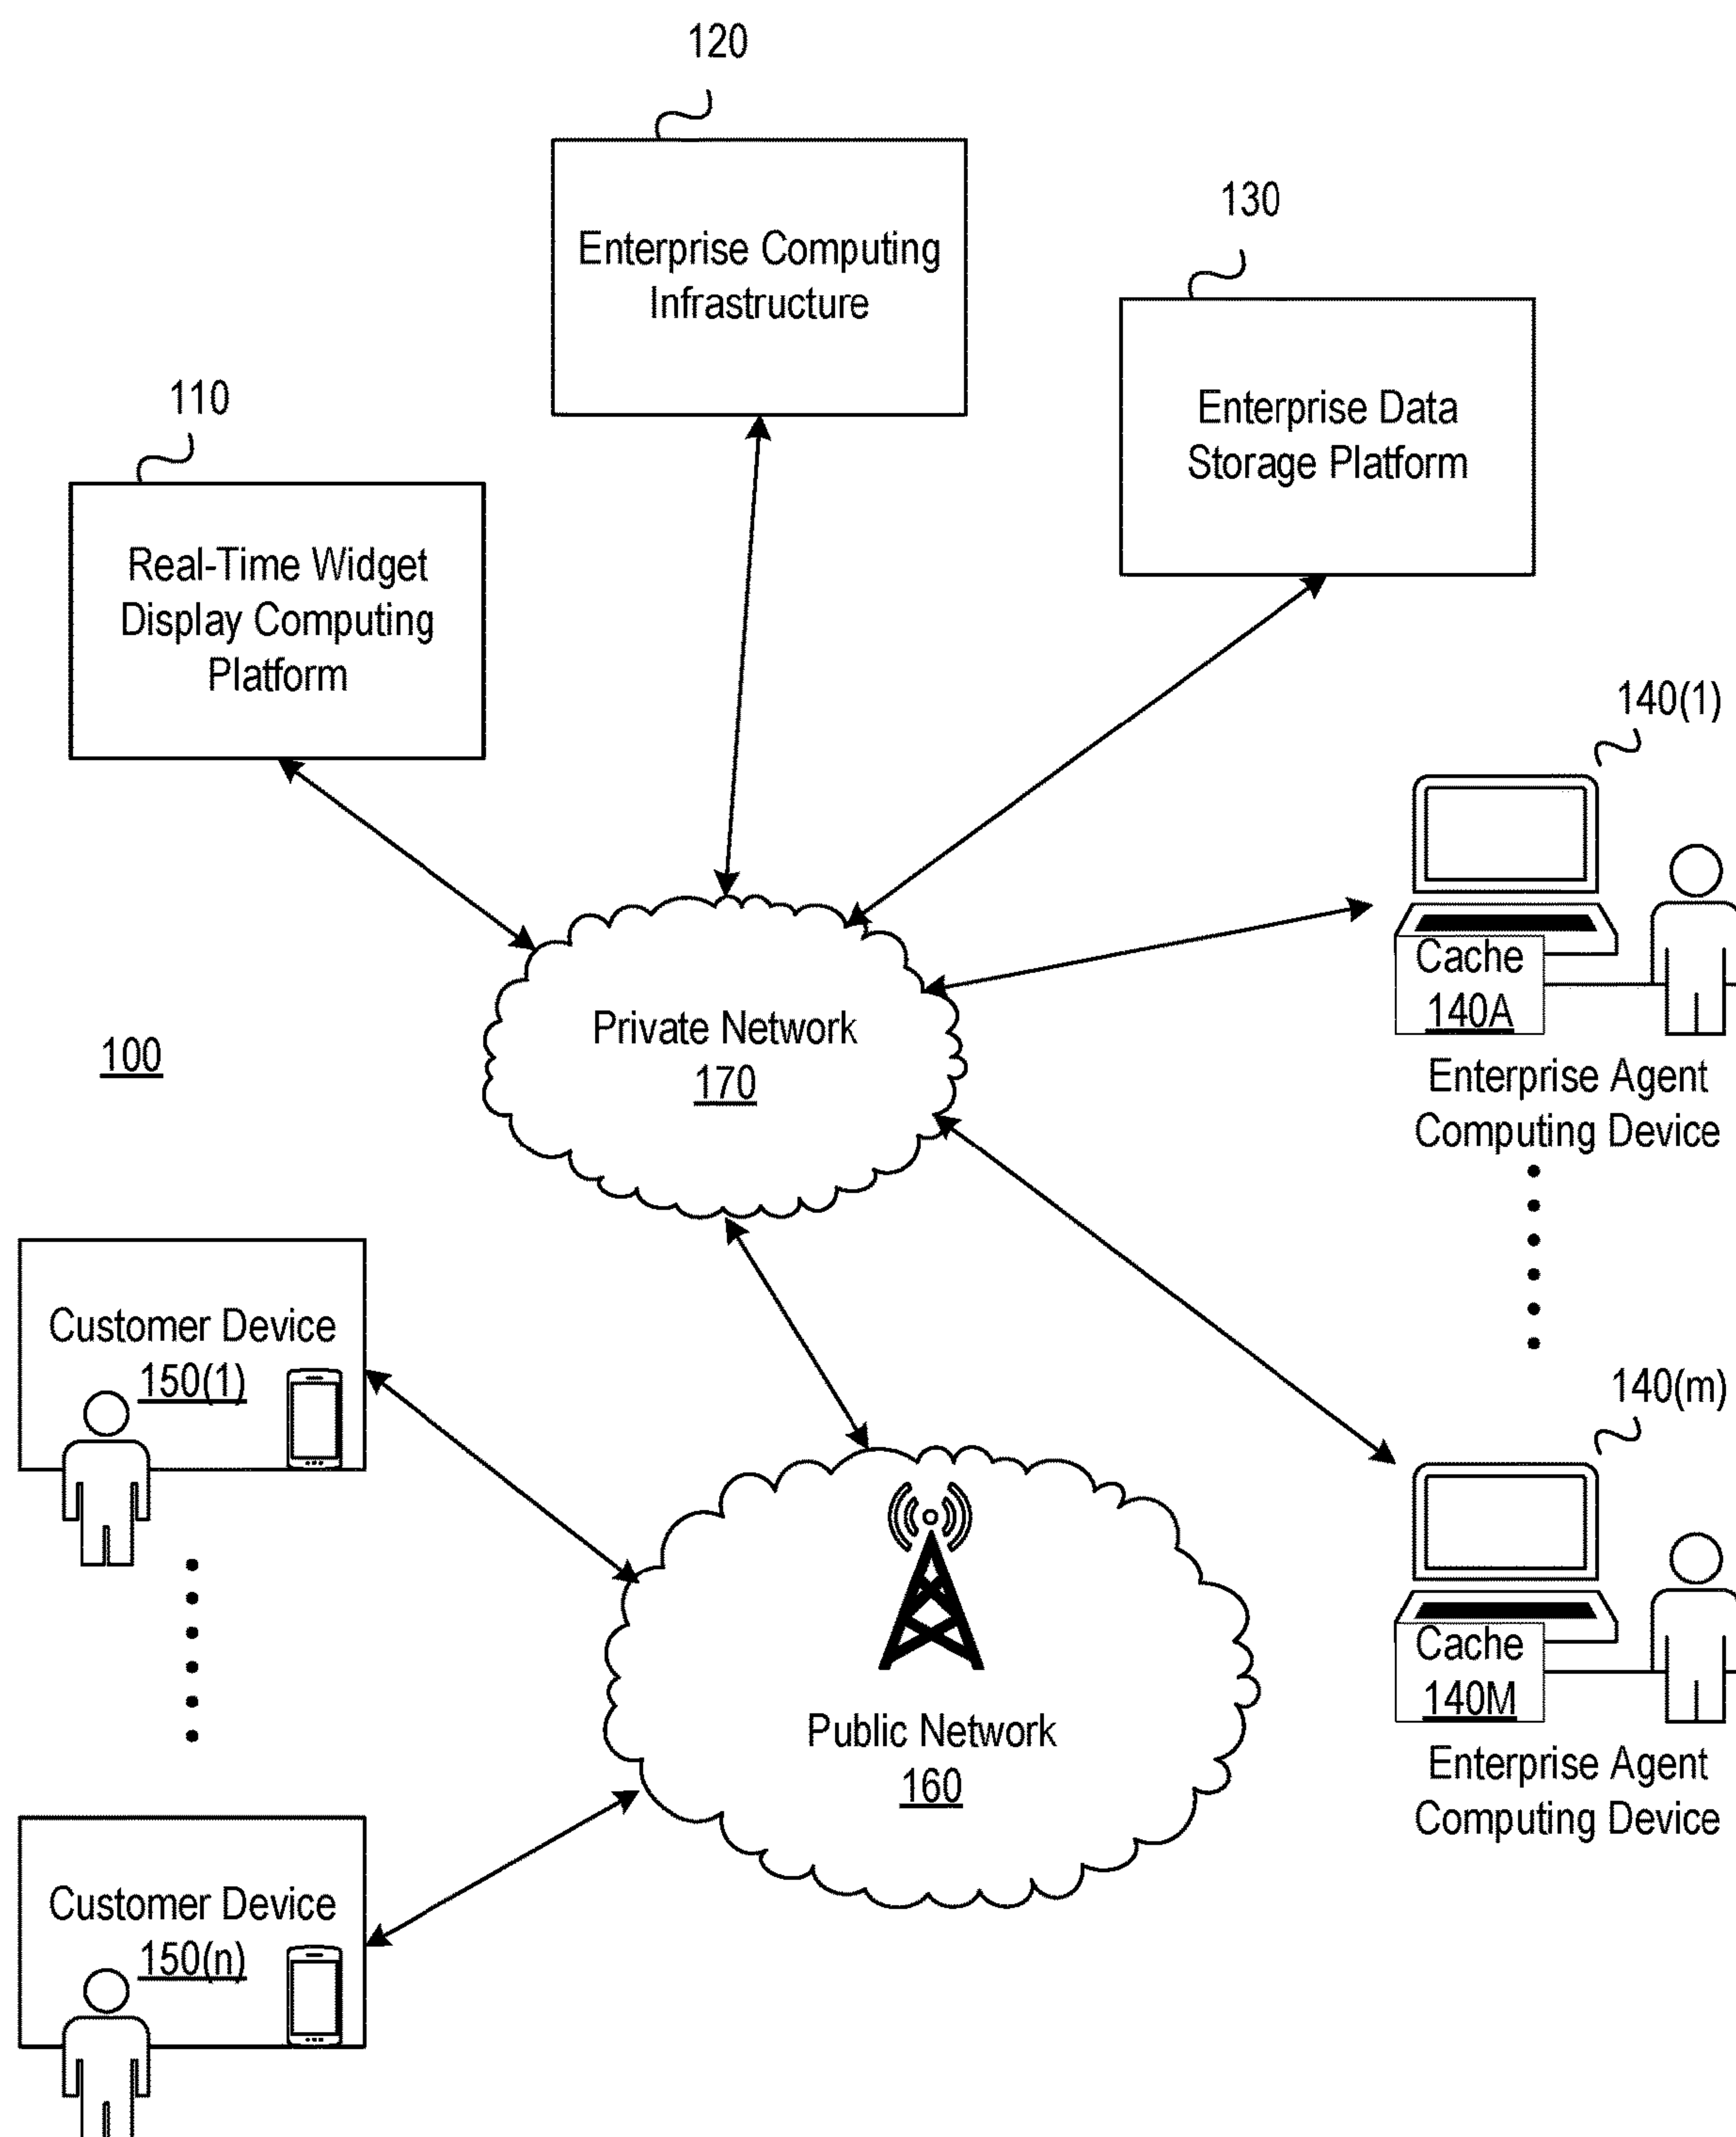 120
Enterprise Computing
Infrastructure
130
Enterprise Data
Storage Platform
110
Real-Time Widget
Display Computing
Platform
140(1)
Cache
140A
Enterprise Agent
Computing Device
Private Network
170
100
Customer Device
150(1)
140(m)
Cache
140M
Enterprise Agent
Computing Device
Public Network
160
Customer Device
150(n)